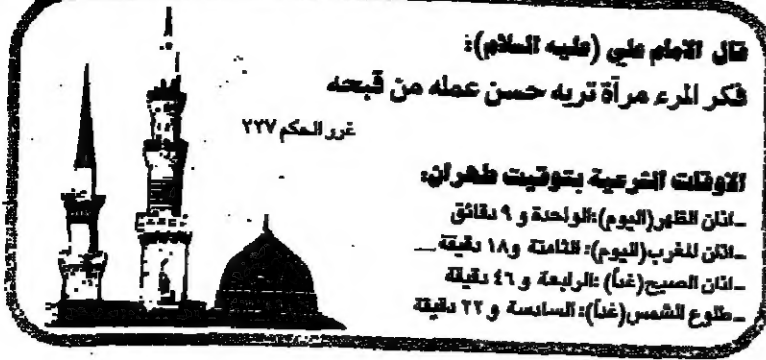 قال الامام علي (عليه السلام):
فكر المرء مرآة تريه حسن عمله من قبحه
غرر الحكم ٢٣٧
الاوقات الشرعية بتوقيت طهران:
ـ اذان الظهر (اليوم): الواحدة و ٩ دقائق
ـ اذان المغرب (اليوم): الثامنة و ١٨ دقيقة
ـ اذان الصبح (غداً): الرابعة و ٤٦ دقيقة
ـ طلوع الشمس (غداً): السادسة و ٢٢ دقيقة